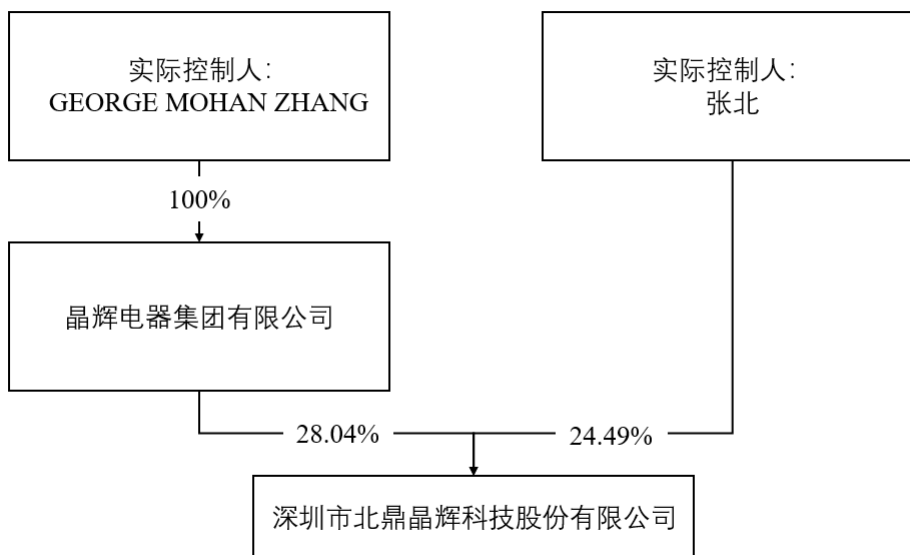 实际控制人：
GEORGE MOHAN ZHANG
实际控制人：
张北
100%
晶辉电器集团有限公司
28.04%
24.49%
深圳市北鼎晶辉科技股份有限公司